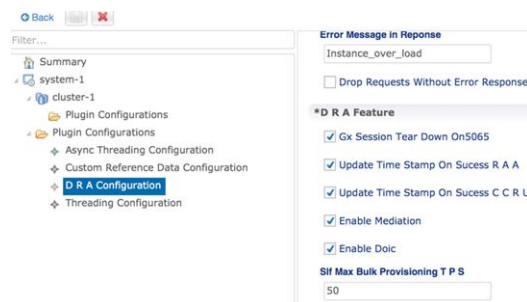 Back
Filter...
Summary
system-1
cluster-1
Plugin Configurations
Plugin Configurations
Async Threading Configuration
Custom Reference Data Configuration
D R A Configuration
Threading Configuration
Error Message in Reponse
Instance_over_load
Drop Requests Without Error Response
*D R A Feature
Gx Session Tear Down On5065
Update Time Stamp On Sucess R A A
Update Time Stamp On Sucess C C R U
Enable Mediation
Enable Doic
Slf Max Bulk Provisioning T P S
50